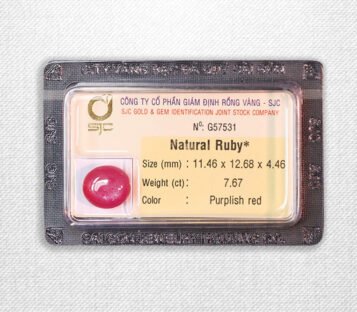 CÔNG TY CỔ PHẦN GIÁM ĐỊNH RỒNG VÀNG - SJC
SJC GOLD & GEM IDENTIFICATION JOINT STOCK COMPANY
SJC
Nº: G57531
Natural Ruby*
Size (mm) : 11.46 x 12.68 x 4.46
Weight (ct) : 7.67
Color : Purplish red